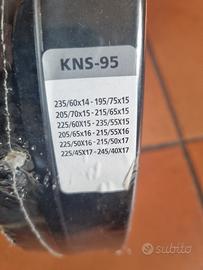 KNS-95
235/60x14 - 195/75x15
205/70x15 - 215/65x15
225/60X15 - 235/55X15
205/65x16 - 215/55X16
225/50X16 - 215/50x17
225/45X17 - 245/40X17
subito